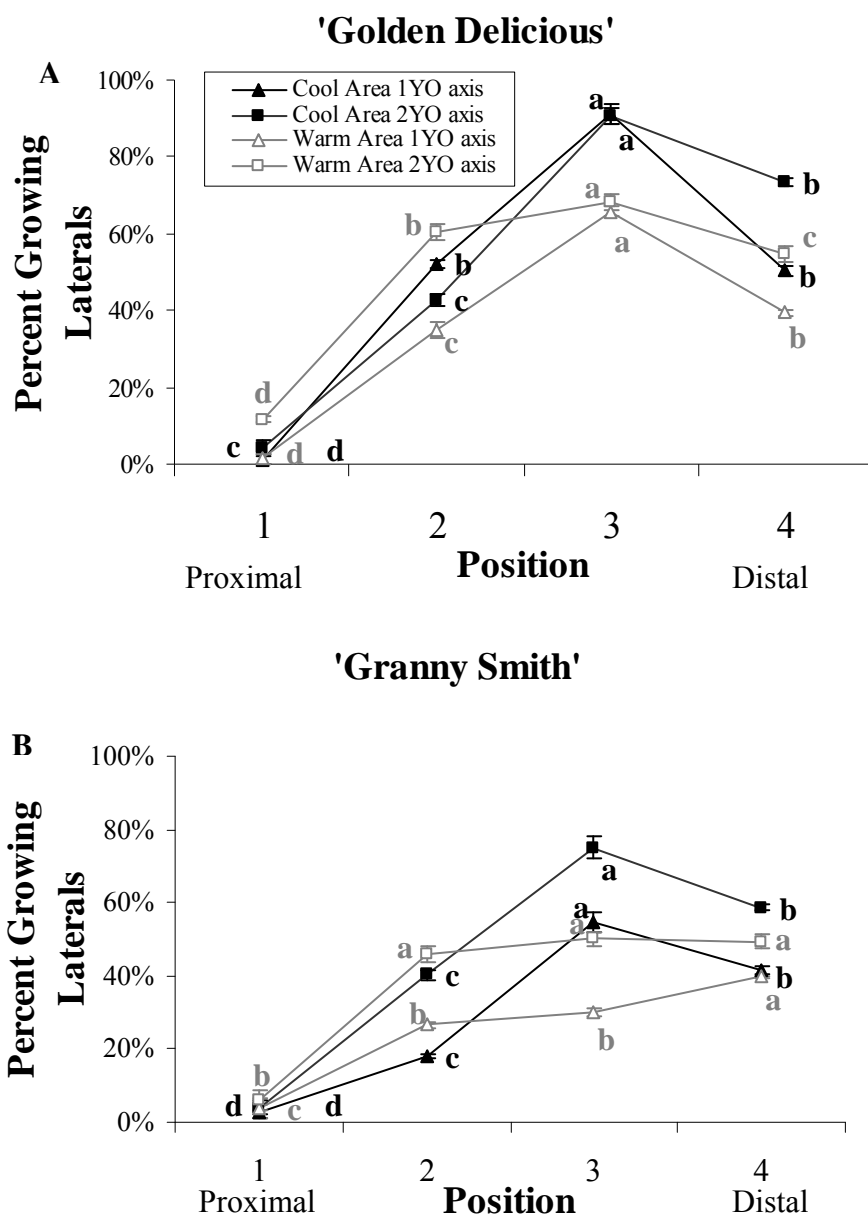 'Golden Delicious'
A
Percent Growing
Laterals
100%
80%
60%
40%
20%
0%
Cool Area 1YO axis
Cool Area 2YO axis
Warm Area 1YO axis
Warm Area 2YO axis
a
a
a
a
b
b
c
c
b
c
b
b
d
c
d
d
1
2
3
4
Proximal
Position
Distal
'Granny Smith'
B
Percent Growing
Laterals
100%
80%
60%
40%
20%
0%
a
a
a
b
a
c
b
c
b
a
b
a
b
d
c
d
1
2
3
4
Proximal
Position
Distal